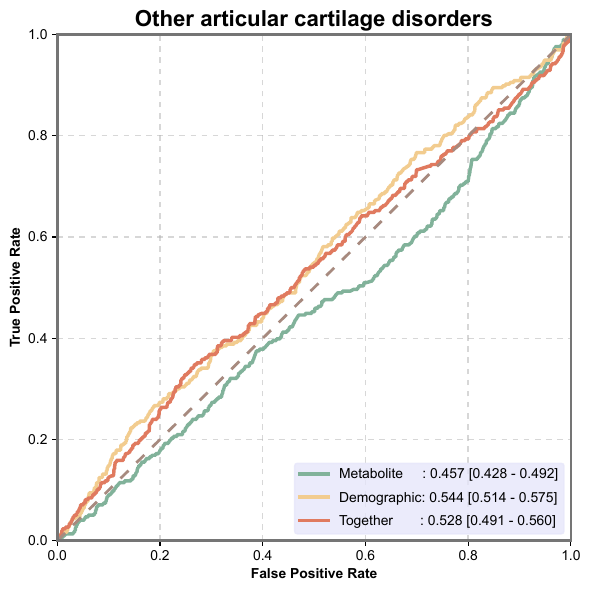 Other articular cartilage disorders
True Positive Rate
1.0
0.8
0.6
0.4
0.2
0.0
Metabolite : 0.457 [0.428 - 0.492]
Demographic: 0.544 [0.514 - 0.575]
Together : 0.528 [0.491 - 0.560]
0.0 0.2 0.4 0.6 0.8 1.0
False Positive Rate